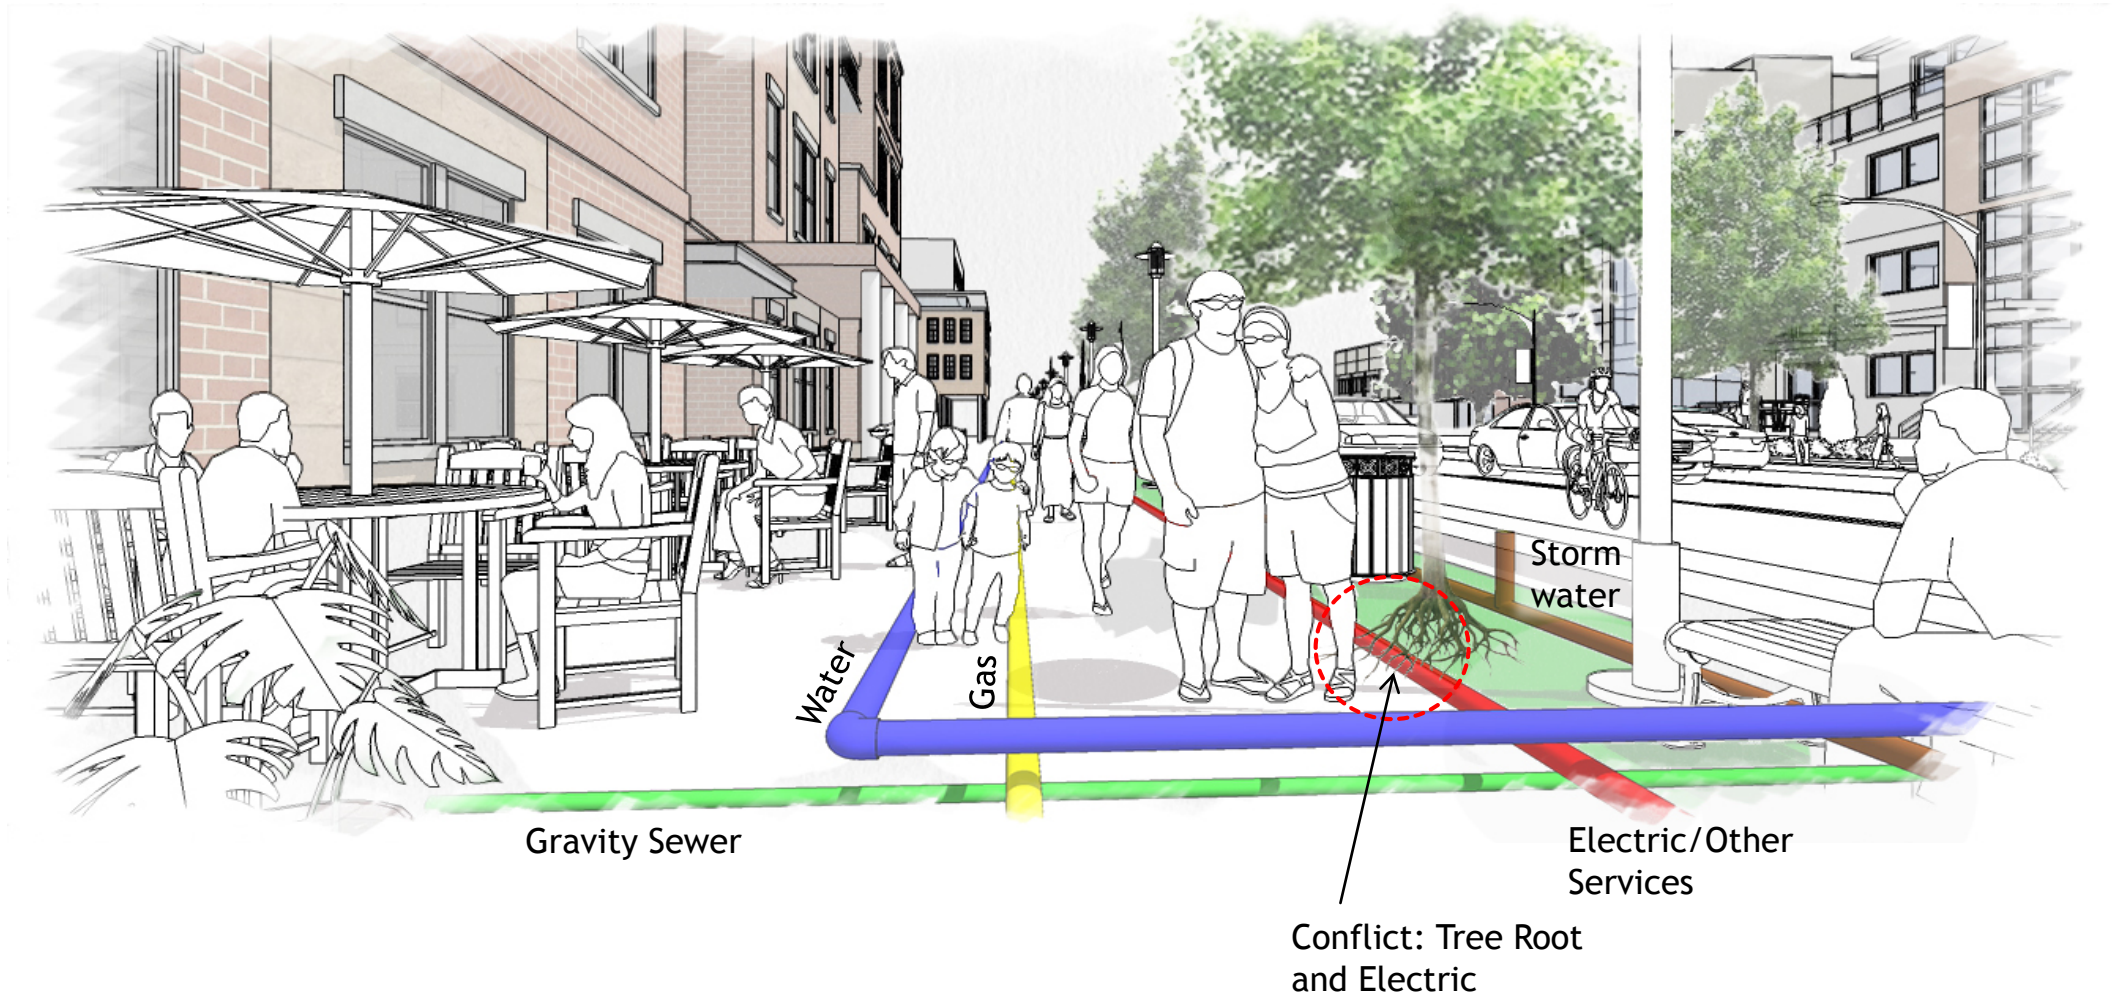 Storm
water
Water
Gas
Gravity Sewer
Electric/Other
Services
Conflict: Tree Root
and Electric